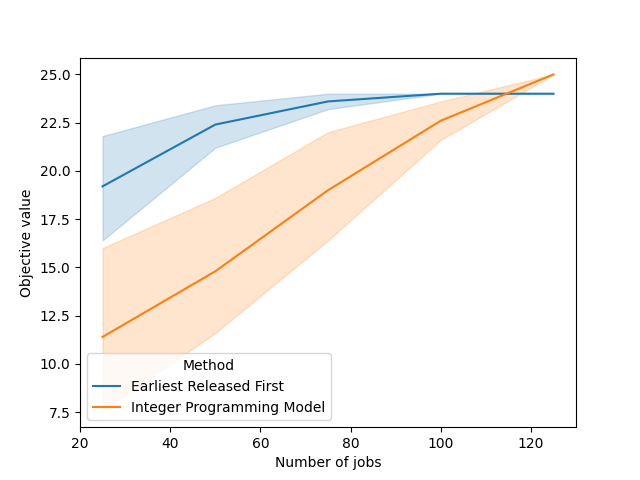 25.0
22.5
20.0
17.5
15.0
12.5
10.0
7.5
Objective value
Method
Earliest Released First
Integer Programming Model
20 40 60 80 100 120
Number of jobs